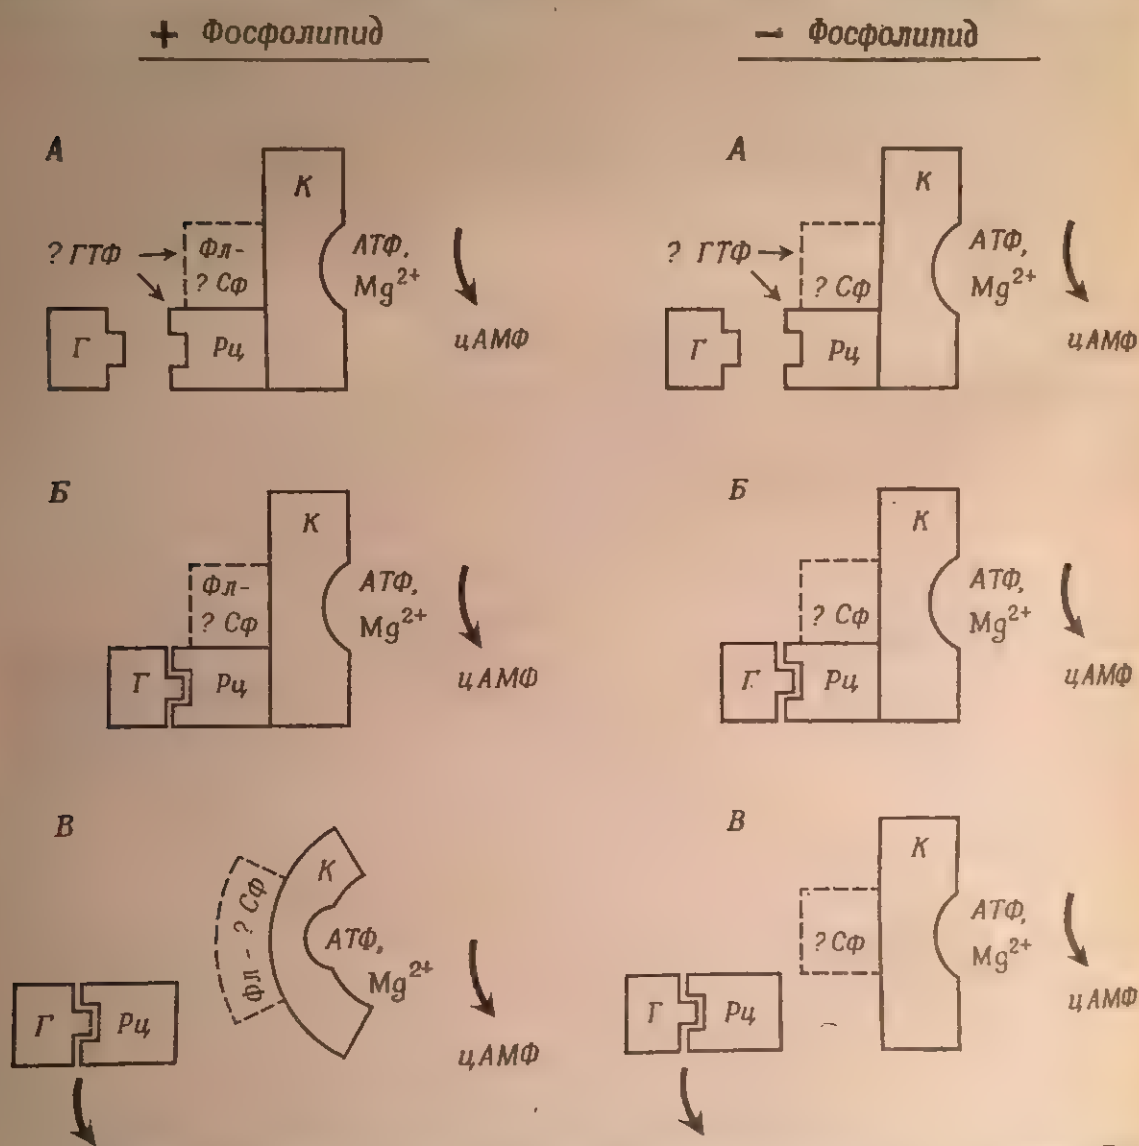 + Фосфолипид
А
К
Фл-
? Сф
? ГТФ
АТФ,
Mg²⁺
цАМФ
Г
Рц
Б
К
Фл-
? Сф
АТФ,
Mg²⁺
цАМФ
Г
Рц
В
К
Фл - ? Сф
АТФ,
Mg²⁺
цАМФ
Г
Рц
− Фосфолипид
А
К
? ГТФ
? Сф
АТФ,
Mg²⁺
цАМФ
Г
Рц
Б
К
? Сф
АТФ,
Mg²⁺
цАМФ
Г
Рц
В
К
? Сф
АТФ,
Mg²⁺
цАМФ
Г
Рц